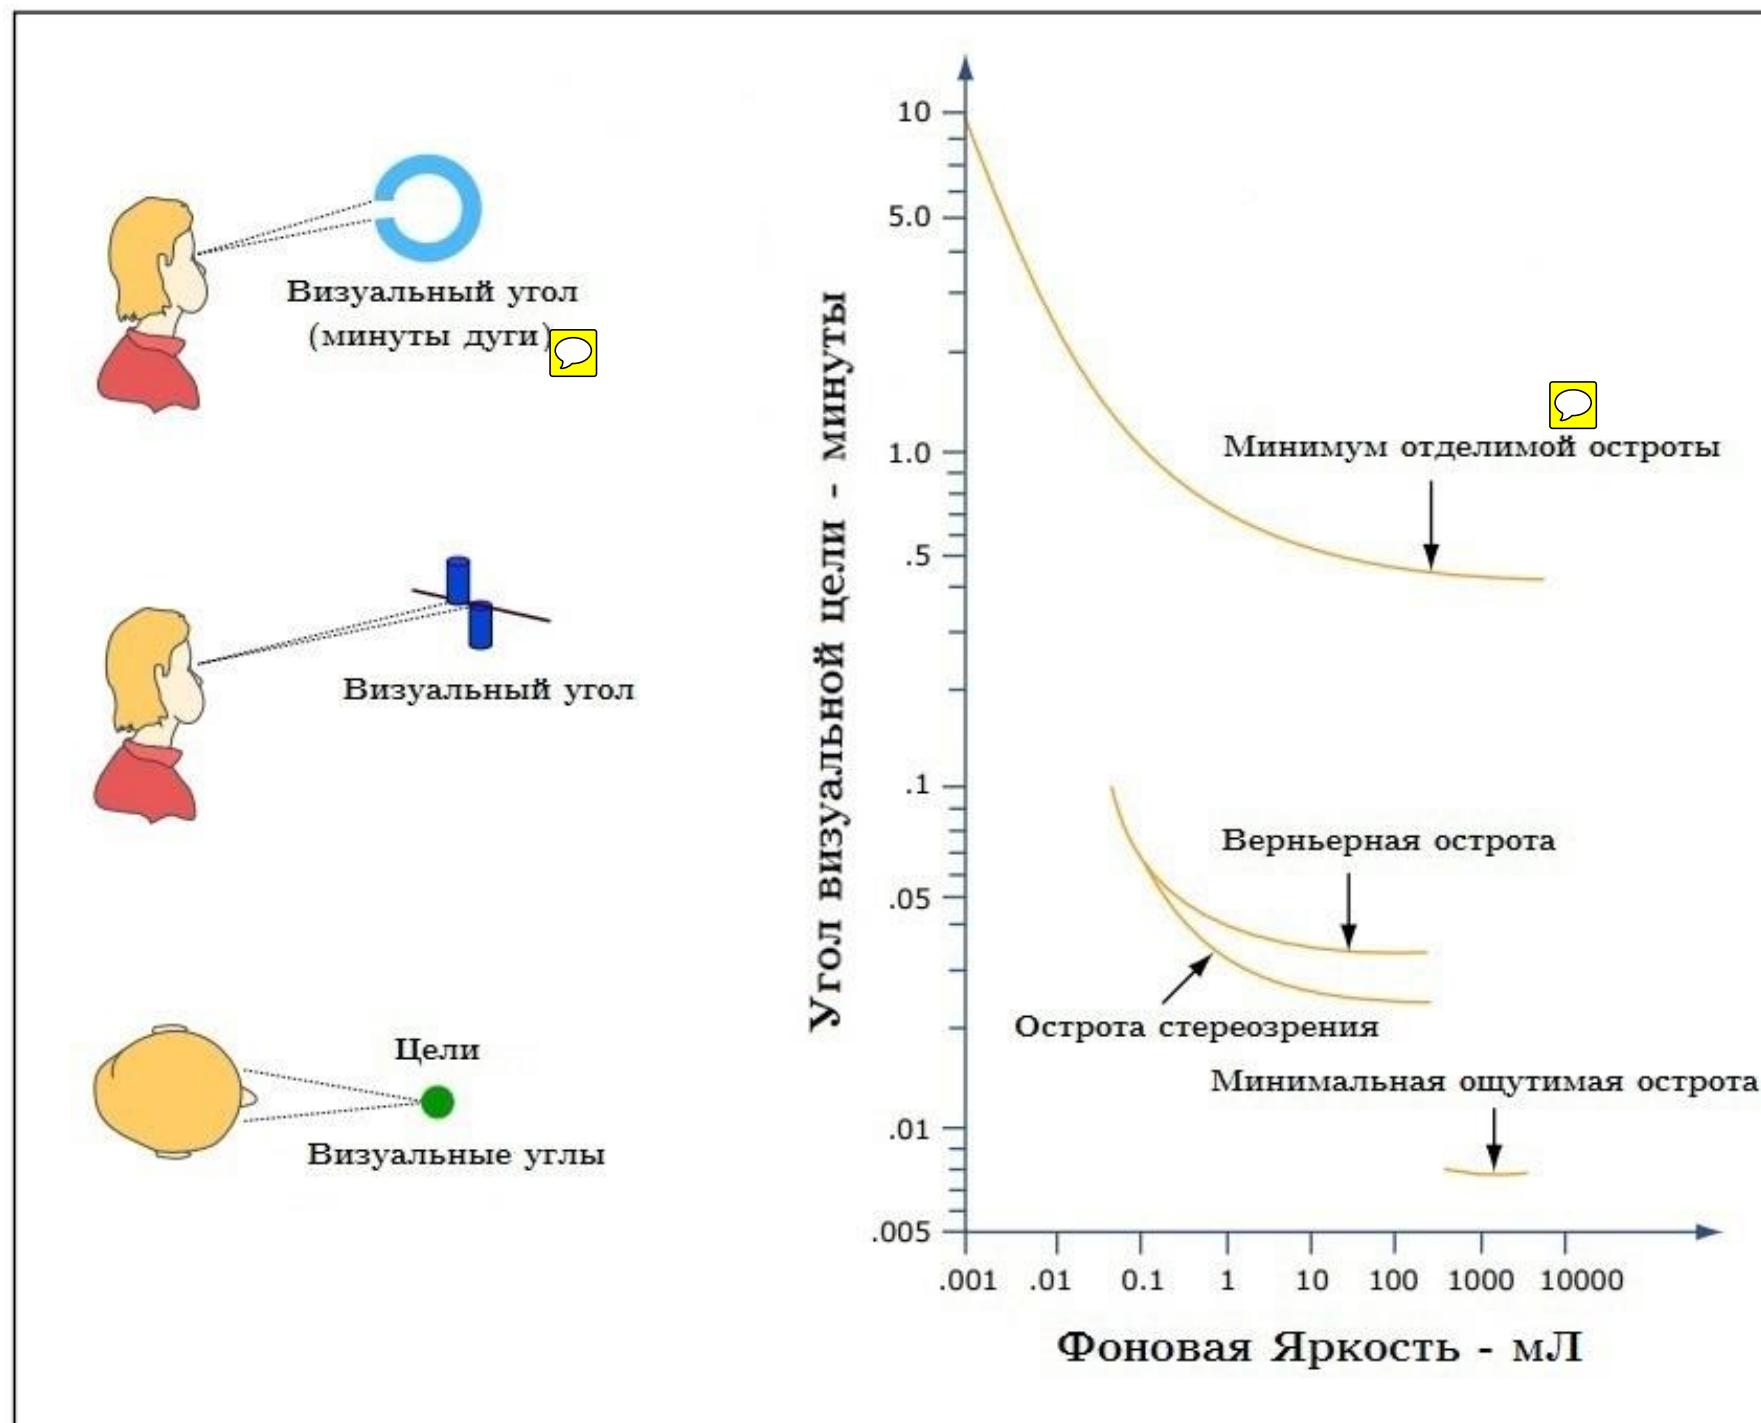 Визуальный угол
(минуты дуги)
Визуальный угол
Цели
Визуальные углы
Угол визуальной цели - минуты
10
5.0
1.0
.5
.1
.05
.01
.005
Минимум отделимой остроты
Верньерная острота
Острота стереозрения
Минимальная ощутимая острота
.001 .01 0.1 1 10 100 1000 10000
Фоновая Яркость - мЛ